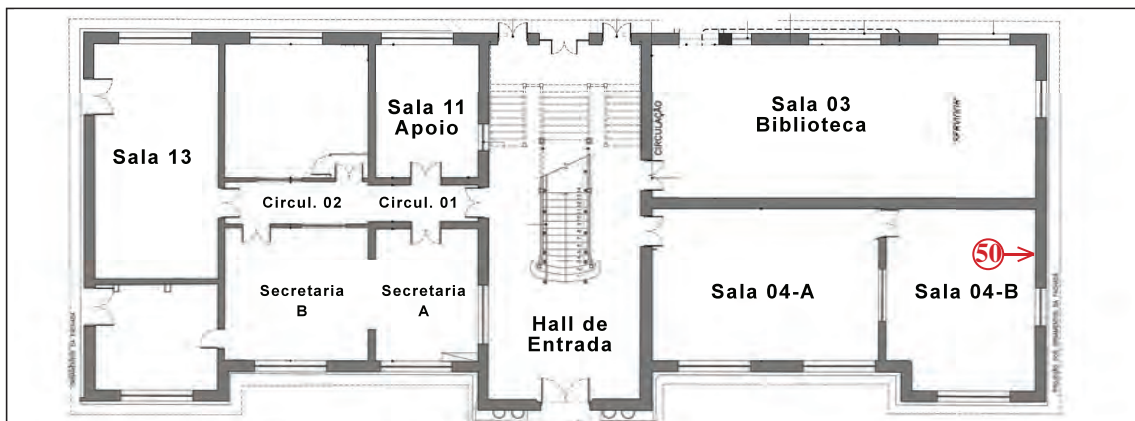 Sala 13
Sala 11
Apoio
Circul. 02
Circul. 01
Secretaria
B
Secretaria
A
Hall de
Entrada
CIRCULAÇÃO
Sala 03
Biblioteca
Sala 04-A
Sala 04-B
50